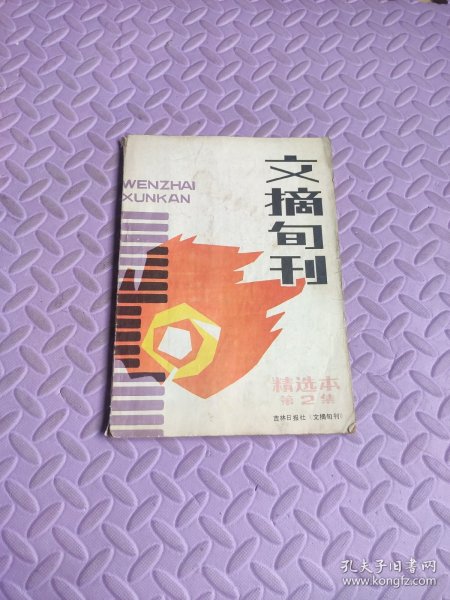 WENZHAI
XUNKAN
文摘旬刊
精选本
第2集
吉林日报社《文摘旬刊》
孔夫子旧书网
www.kongfz.com